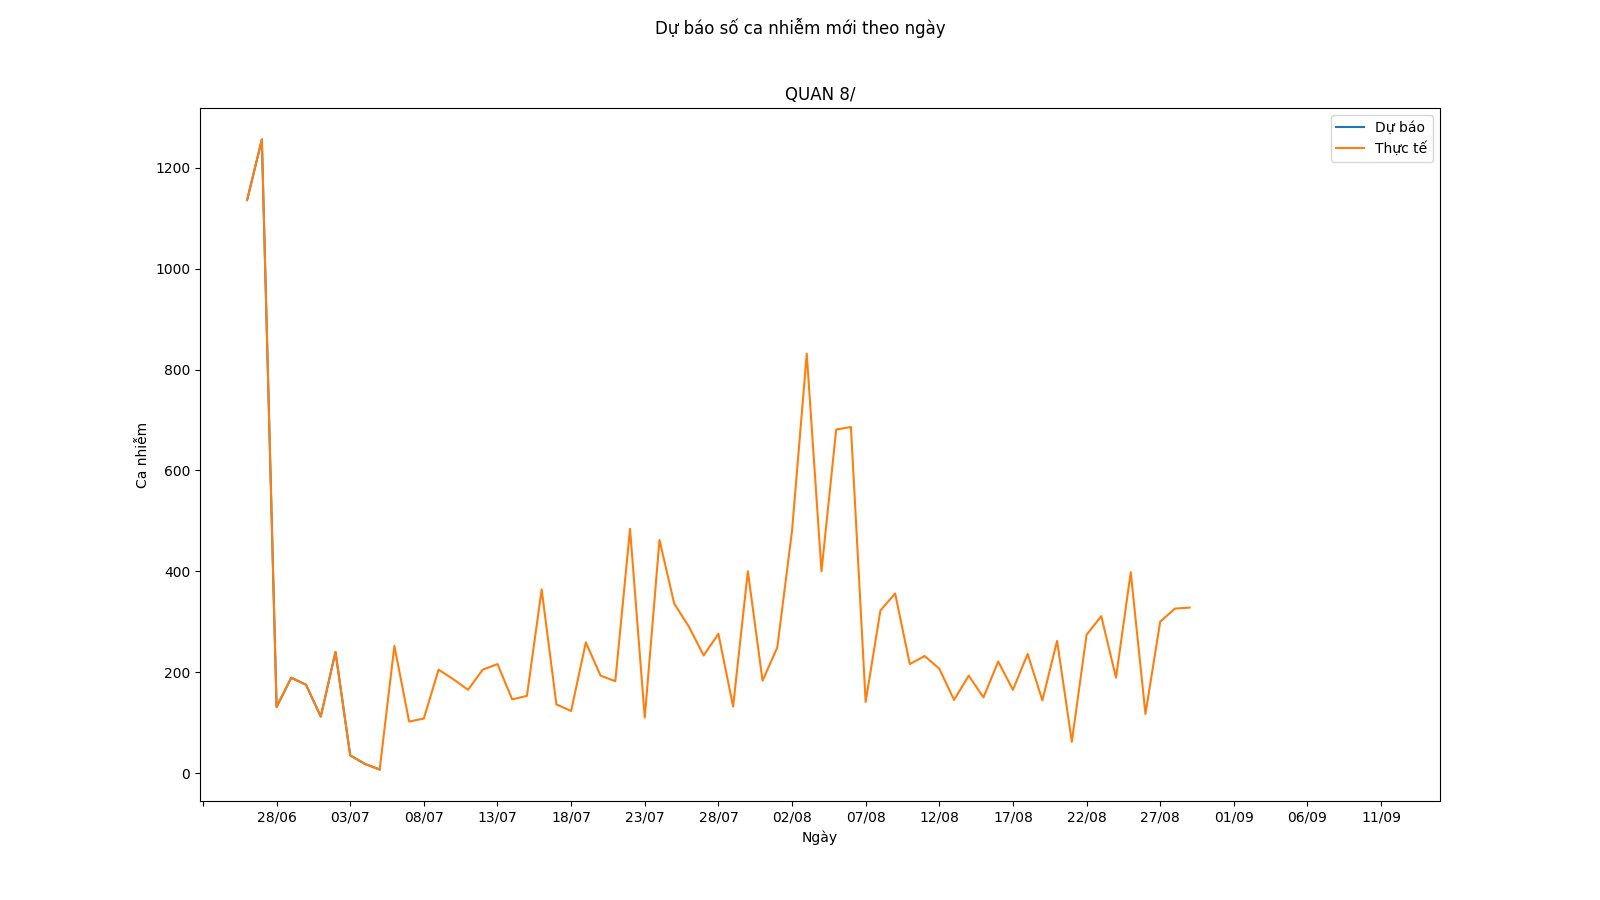 Dự báo số ca nhiễm mới theo ngày
QUAN 8/
Dự báo
Thực tế
1200
1000
800
600
400
200
0
Ca nhiễm
28/06 03/07 08/07 13/07 18/07 23/07 28/07 02/08 07/08 12/08 17/08 22/08 27/08 01/09 06/09 11/09
Ngày